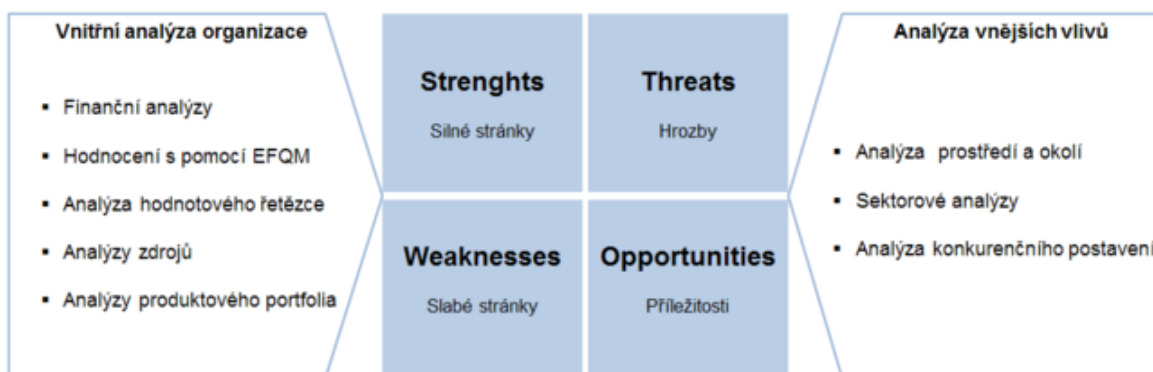 Vnitřní analýza organizace
▪ Finanční analýzy
▪ Hodnocení s pomocí EFQM
▪ Analýza hodnotového řetězce
▪ Analýzy zdrojů
▪ Analýzy produktového portfolia
Strenghts
Silné stránky
Threats
Hrozby
Weaknesses
Slabé stránky
Opportunities
Příležitosti
Analýza vnějších vlivů
▪ Analýza prostředí a okolí
▪ Sektorové analýzy
▪ Analýza konkurenčního postavení